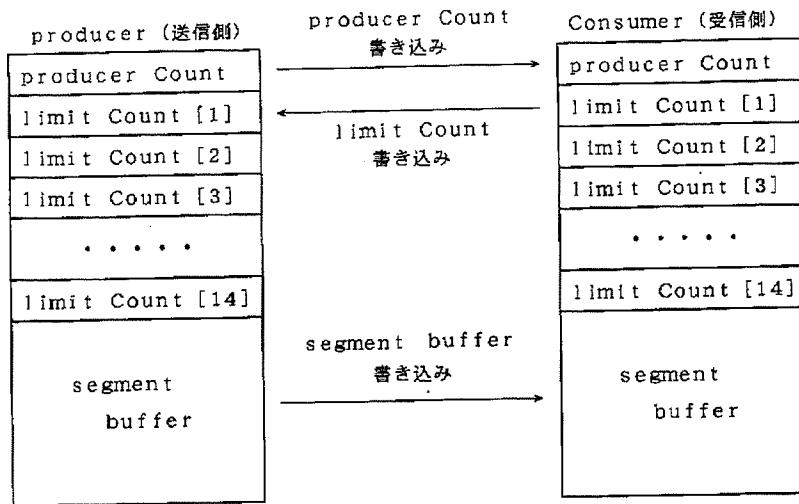 producer (送信側)
producer Count
limit Count [1]
limit Count [2]
limit Count [3]
・・・・・
limit Count [14]
segment
buffer
producer Count
書き込み
limit Count
書き込み
segment buffer
書き込み
Consumer (受信側)
producer Count
limit Count [1]
limit Count [2]
limit Count [3]
・・・・・
limit Count [14]
segment
buffer